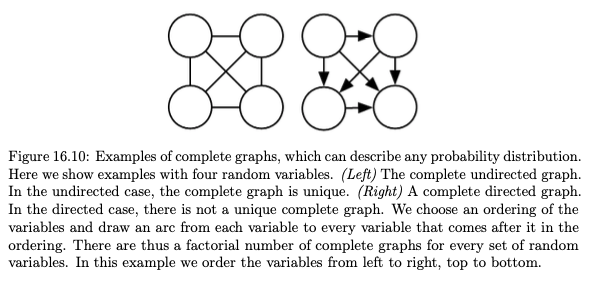 Figure 16.10: Examples of complete graphs, which can describe any probability distribution.
Here we show examples with four random variables. (Left) The complete undirected graph.
In the undirected case, the complete graph is unique. (Right) A complete directed graph.
In the directed case, there is not a unique complete graph. We choose an ordering of the
variables and draw an arc from each variable to every variable that comes after it in the
ordering. There are thus a factorial number of complete graphs for every set of random
variables. In this example we order the variables from left to right, top to bottom.